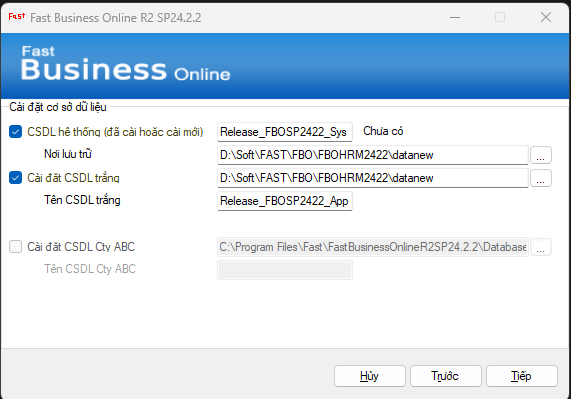 Fast Fast Business Online R2 SP24.2.2
Fast
Business Online
Cài đặt cơ sở dữ liệu
CSDL hệ thống (đã cài hoặc cài mới) Release_FBOSP2422_Sys Chưa có
Nơi lưu trữ D:\Soft\FAST\FBO\FBOHRM2422\datanew ...
Cài đặt CSDL trắng D:\Soft\FAST\FBO\FBOHRM2422\datanew ...
Tên CSDL trắng Release_FBOSP2422_App
Cài đặt CSDL Cty ABC C:\Program Files\Fast\FastBusinessOnlineR2SP24.2.2\Database ...
Tên CSDL Cty ABC
Hủy Trước Tiếp